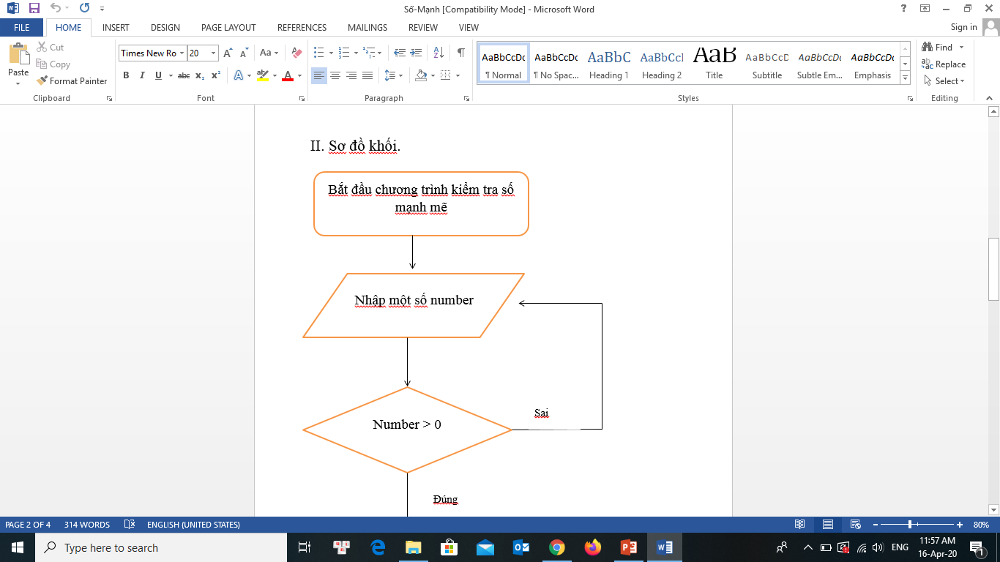 Số-Mạnh [Compatibility Mode] - Microsoft Word
FILE HOME INSERT DESIGN PAGE LAYOUT REFERENCES MAILINGS REVIEW VIEW Sign in
Paste
Cut
Copy
Format Painter
Clipboard
Times New Ro 20
Font
Paragraph
AaBbCcDc AaBbCcDc AaBbC AaBbCcI AaB AaBbCcD AaBbCcDc AaBbCcDc
¶ Normal ¶ No Spac... Heading 1 Heading 2 Title Subtitle Subtle Em... Emphasis
Styles
Find
Replace
Select
Editing
II. Sơ đồ khối.
Bắt đầu chương trình kiểm tra số
mạnh mẽ
Nhập một số number
Number > 0
Sai
Đúng
PAGE 2 OF 4 314 WORDS ENGLISH (UNITED STATES) 80%
Type here to search
ENG
11:57 AM
16-Apr-20
1